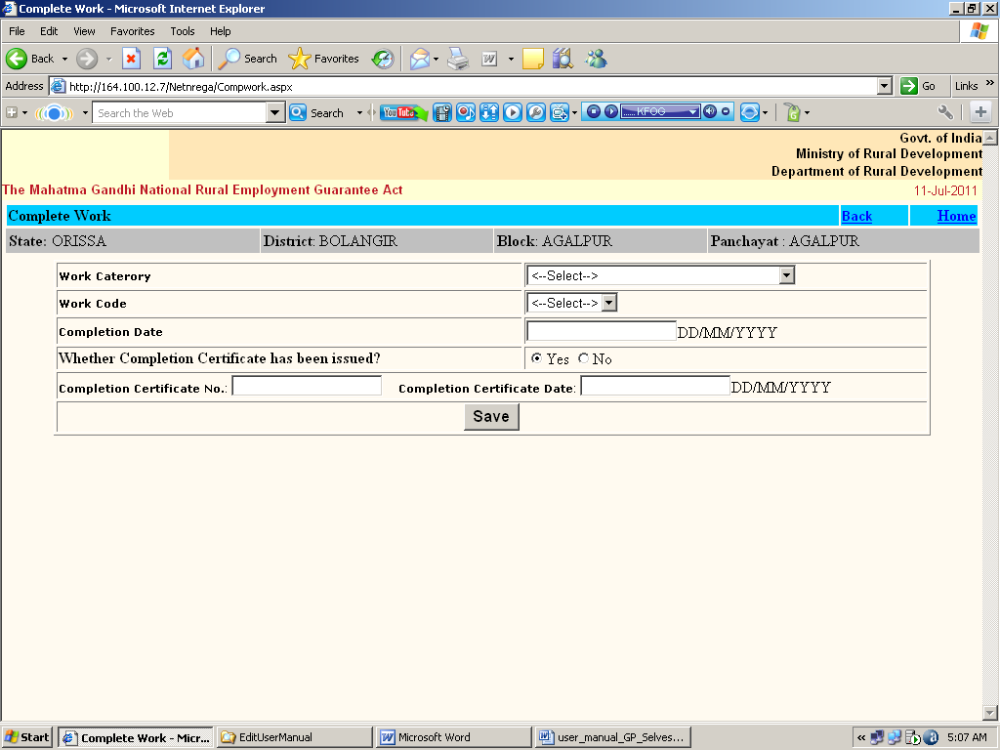 Complete Work - Microsoft Internet Explorer
File Edit View Favorites Tools Help
Back Search Favorites
Address http://164.100.12.7/Netnrega/Compwork.aspx Go Links »
Search the Web Search You Tube .....KFOG
Govt. of India
Ministry of Rural Development
Department of Rural Development
The Mahatma Gandhi National Rural Employment Guarantee Act 11-Jul-2011
Complete Work Back Home
State: ORISSA District: BOLANGIR Block: AGALPUR Panchayat : AGALPUR
Work Caterory <--Select-->
Work Code <--Select-->
Completion Date DD/MM/YYYY
Whether Completion Certificate has been issued? Yes No
Completion Certificate No.: Completion Certificate Date: DD/MM/YYYY
Save
Start Complete Work - Micr... EditUserManual Microsoft Word user_manual_GP_Selves... « 5:07 AM